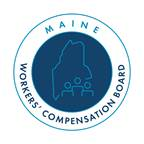 MAINE
WORKERS' COMPENSATION BOARD